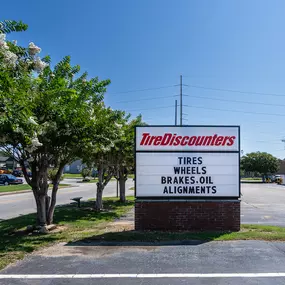 TireDiscounters
TIRES
WHEELS
BRAKES.OIL
ALIGNMENTS